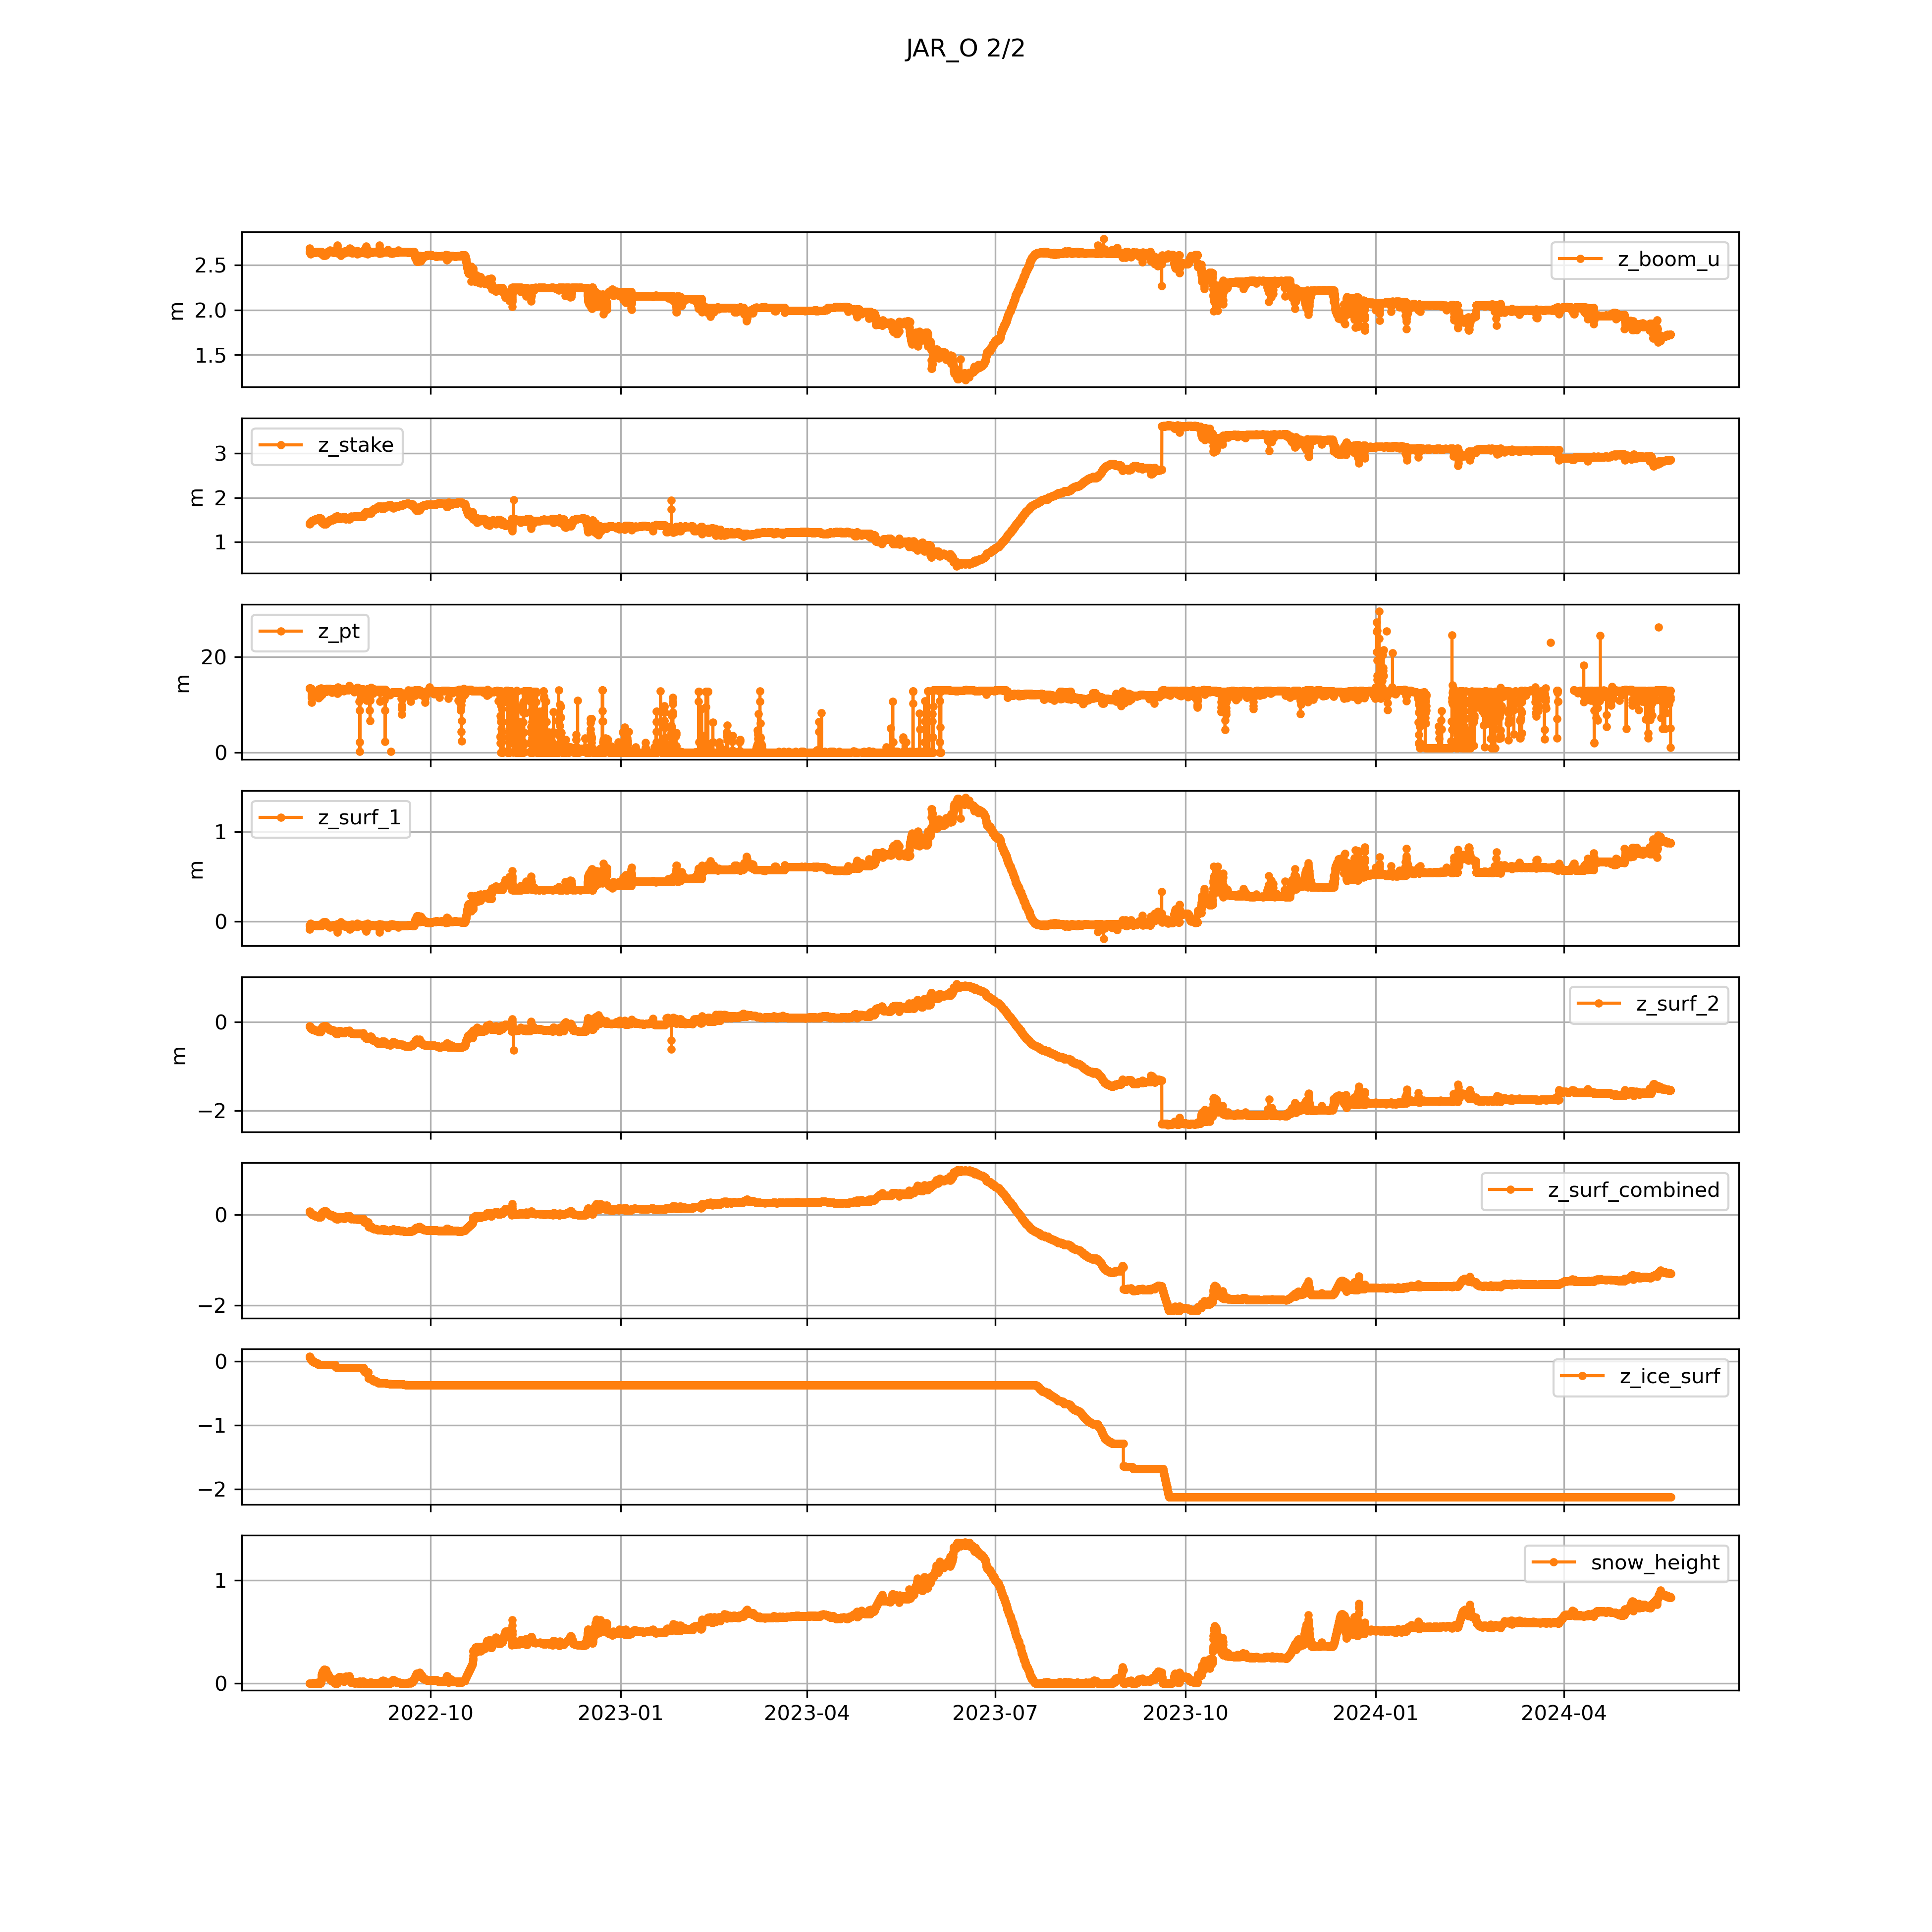 JAR_O 2/2
2.5
2.0
1.5
m
z_boom_u
3
2
1
m
z_stake
20
0
m
z_pt
1
0
m
z_surf_1
0
−2
m
z_surf_2
0
−2
z_surf_combined
0
−1
−2
z_ice_surf
1
0
snow_height
2022-10 2023-01 2023-04 2023-07 2023-10 2024-01 2024-04